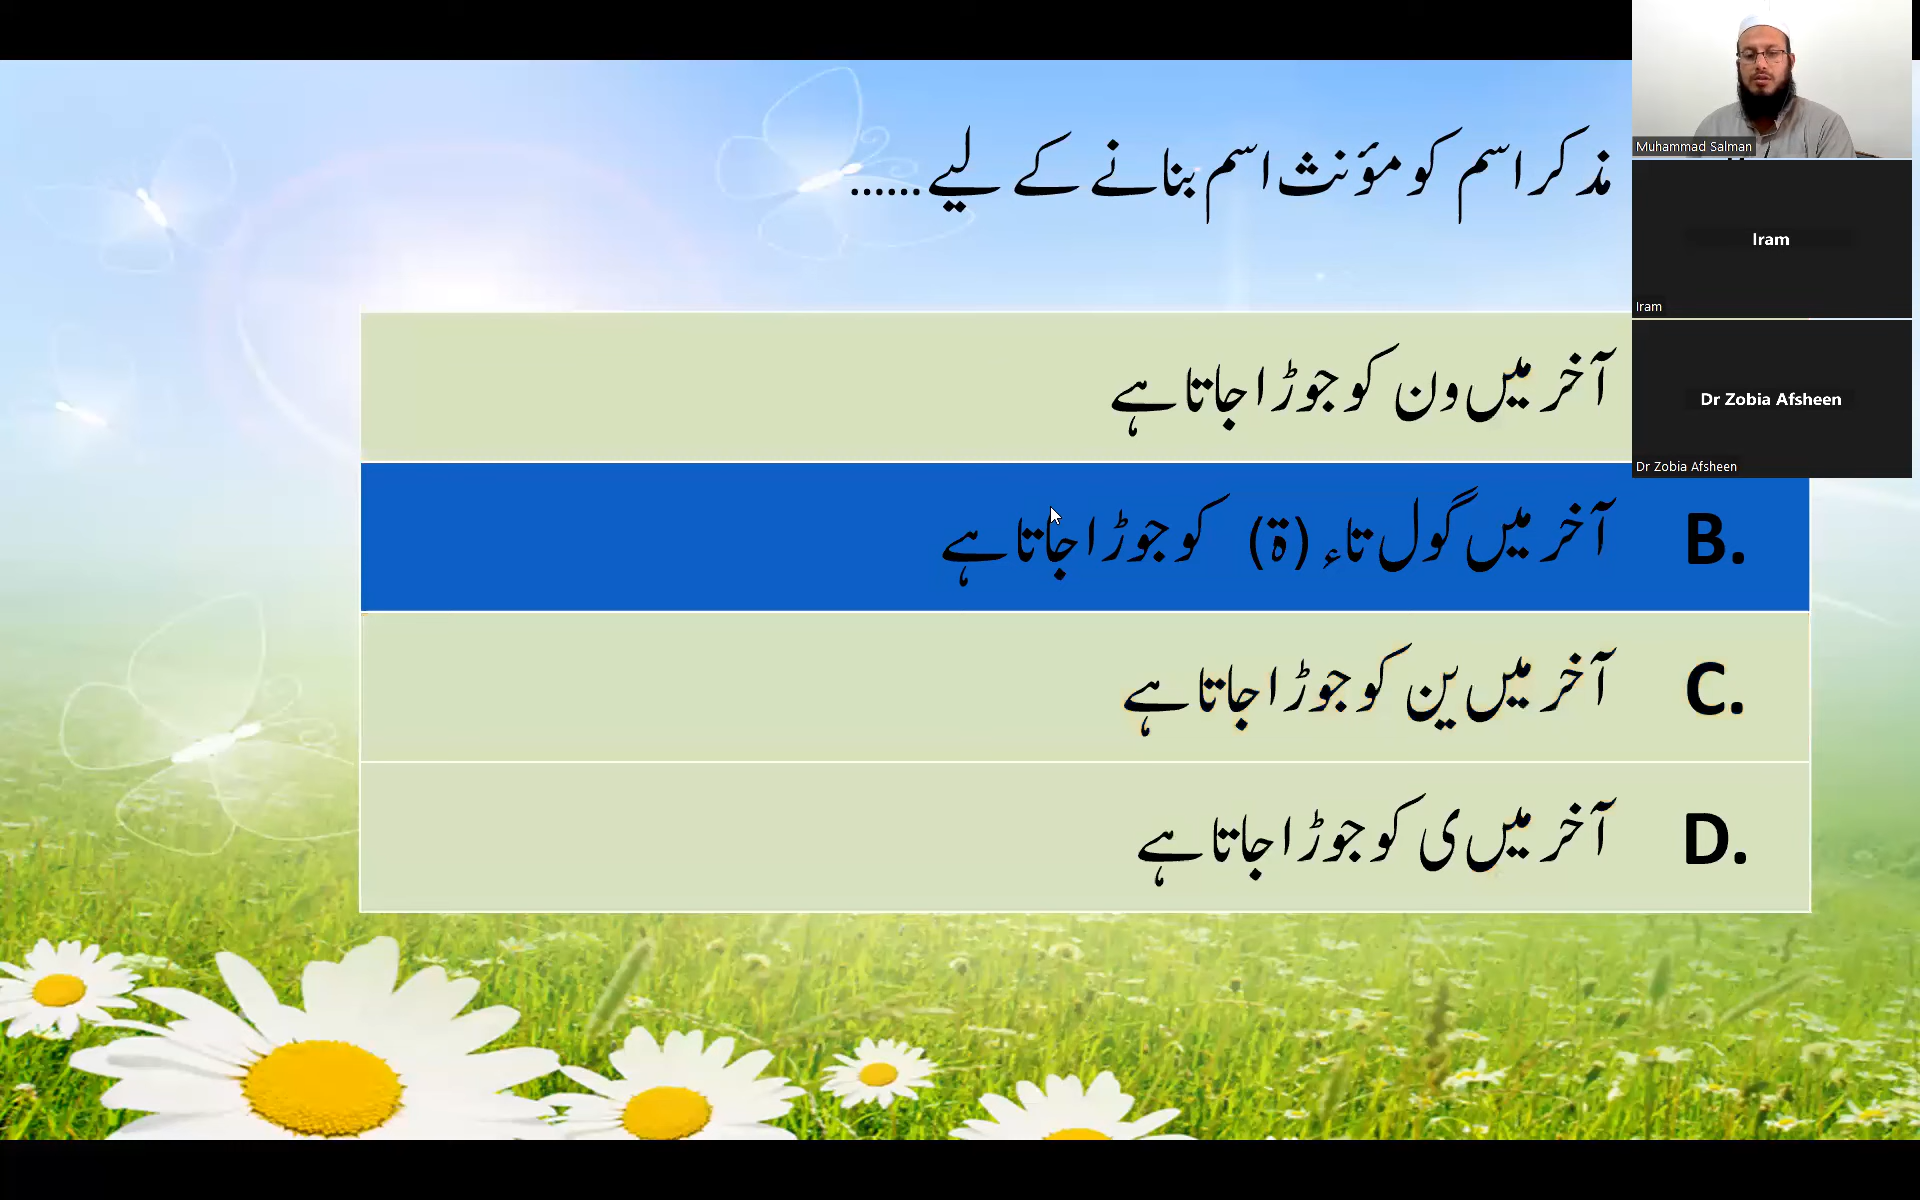 مذکر اسم کو مؤنث اسم بنانے کے لیے ......
آخر میں ون کو جوڑا جاتا ہے
B. آخر میں گول تاء (ۃ) کو جوڑا جاتا ہے
C. آخر میں ین کو جوڑا جاتا ہے
D. آخر میں ی کو جوڑا جاتا ہے
Muhammad Salman
Iram
Iram
Dr Zobia Afsheen
Dr Zobia Afsheen